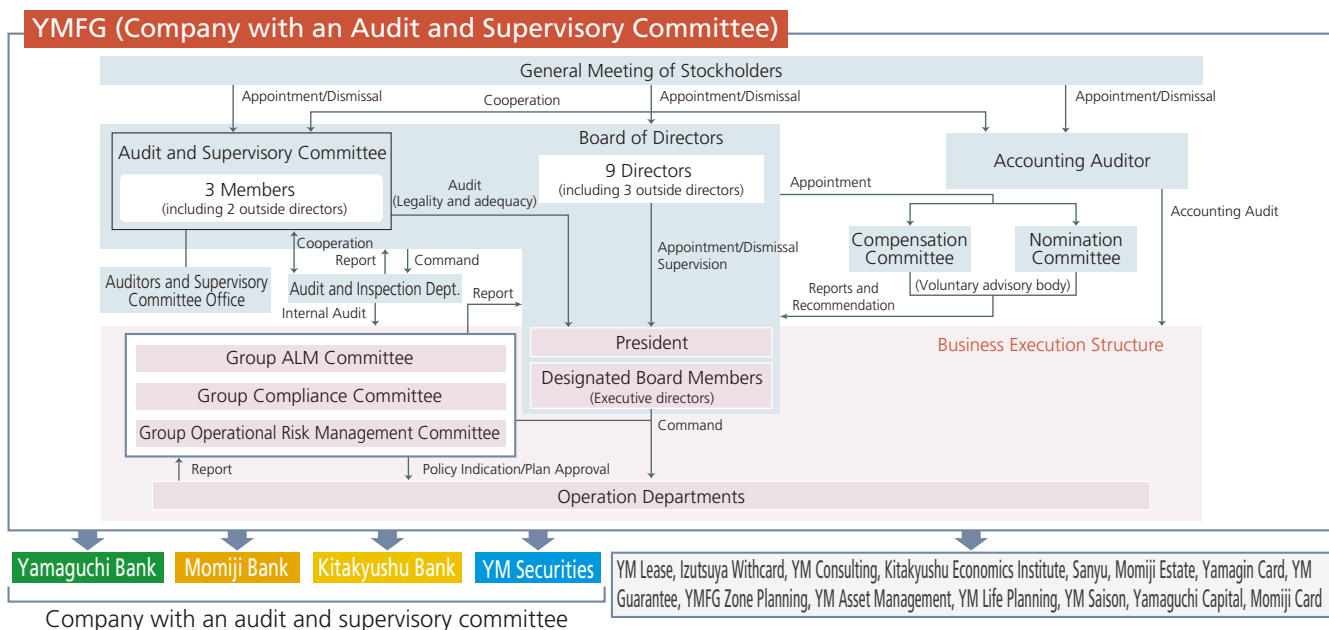 YMFG (Company with an Audit and Supervisory Committee)
General Meeting of Stockholders
Appointment/Dismissal
Cooperation
Appointment/Dismissal
Appointment/Dismissal
Audit and Supervisory Committee
3 Members
(including 2 outside directors)
Board of Directors
9 Directors
(including 3 outside directors)
Accounting Auditor
Audit
(Legality and adequacy)
Appointment
Accounting Audit
Cooperation
Report
Command
Appointment/Dismissal
Supervision
Compensation
Committee
Nomination
Committee
(Voluntary advisory body)
Auditors and Supervisory
Committee Office
Audit and Inspection Dept.
Report
Reports and
Recommendation
Internal Audit
Business Execution Structure
Group ALM Committee
Group Compliance Committee
Group Operational Risk Management Committee
President
Designated Board Members
(Executive directors)
Command
Report
Policy Indication/Plan Approval
Operation Departments
Yamaguchi Bank
Momiji Bank
Kitakyushu Bank
YM Securities
YM Lease, Izutsuya Withcard, YM Consulting, Kitakyushu Economics Institute, Sanyu, Momiji Estate, Yamagin Card, YM
Guarantee, YMFG Zone Planning, YM Asset Management, YM Life Planning, YM Saison, Yamaguchi Capital, Momiji Card
Company with an audit and supervisory committee